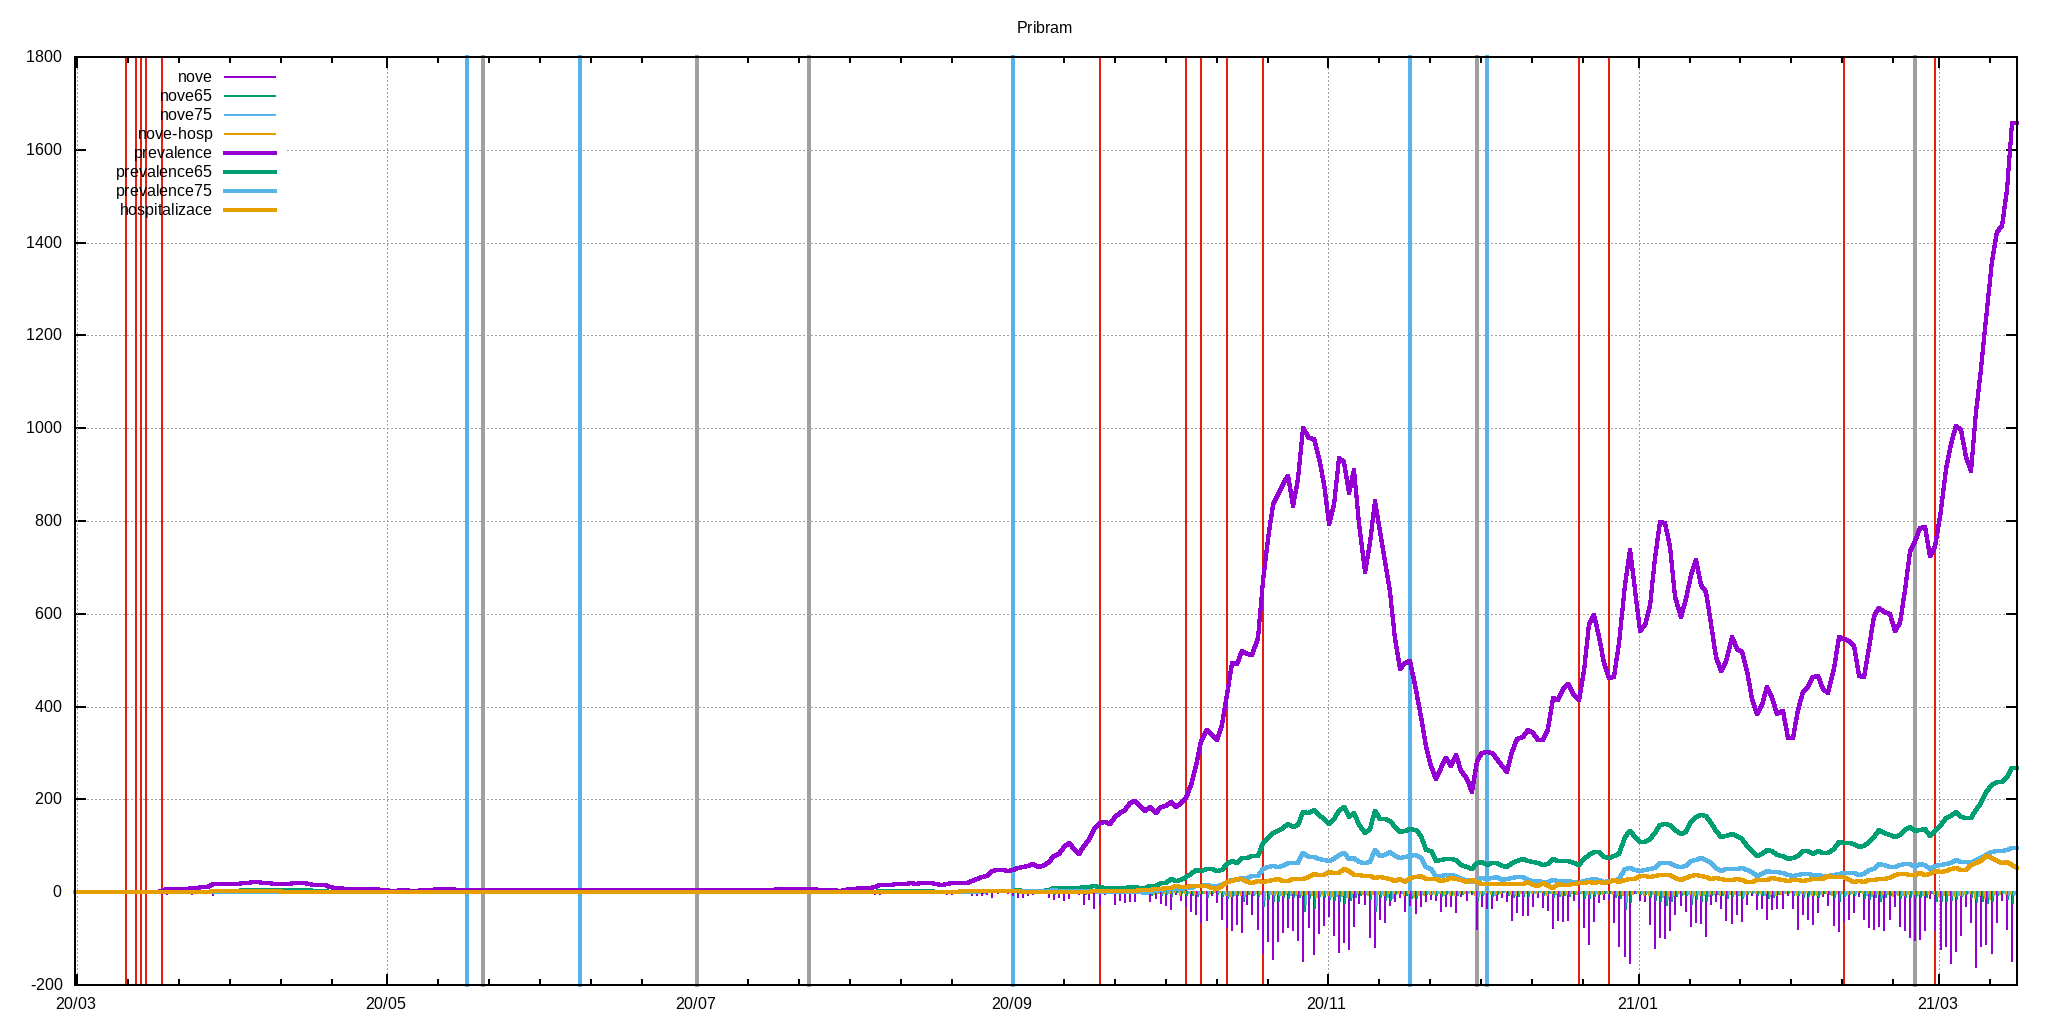 Pribram
1800
1600
1400
1200
1000
800
600
400
200
0
-200
nove
nove65
nove75
nove-hosp
prevalence
prevalence65
prevalence75
hospitalizace
20/03 20/05 20/07 20/09 20/11 21/01 21/03